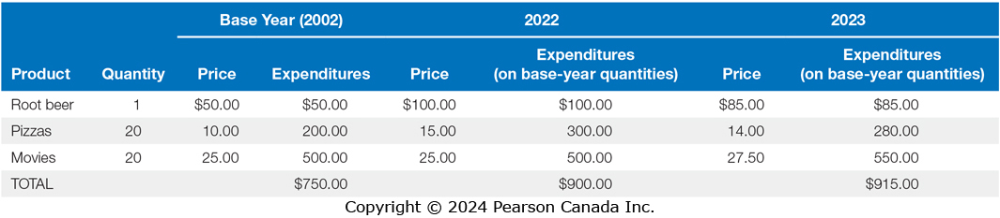 Base Year (2002) 2022 2023
Expenditures Expenditures
Product Quantity Price Expenditures Price (on base-year quantities) Price (on base-year quantities)
Root beer 1 $50.00 $50.00 $100.00 $100.00 $85.00 $85.00
Pizzas 20 10.00 200.00 15.00 300.00 14.00 280.00
Movies 20 25.00 500.00 25.00 500.00 27.50 550.00
TOTAL $750.00 $900.00 $915.00
Copyright © 2024 Pearson Canada Inc.